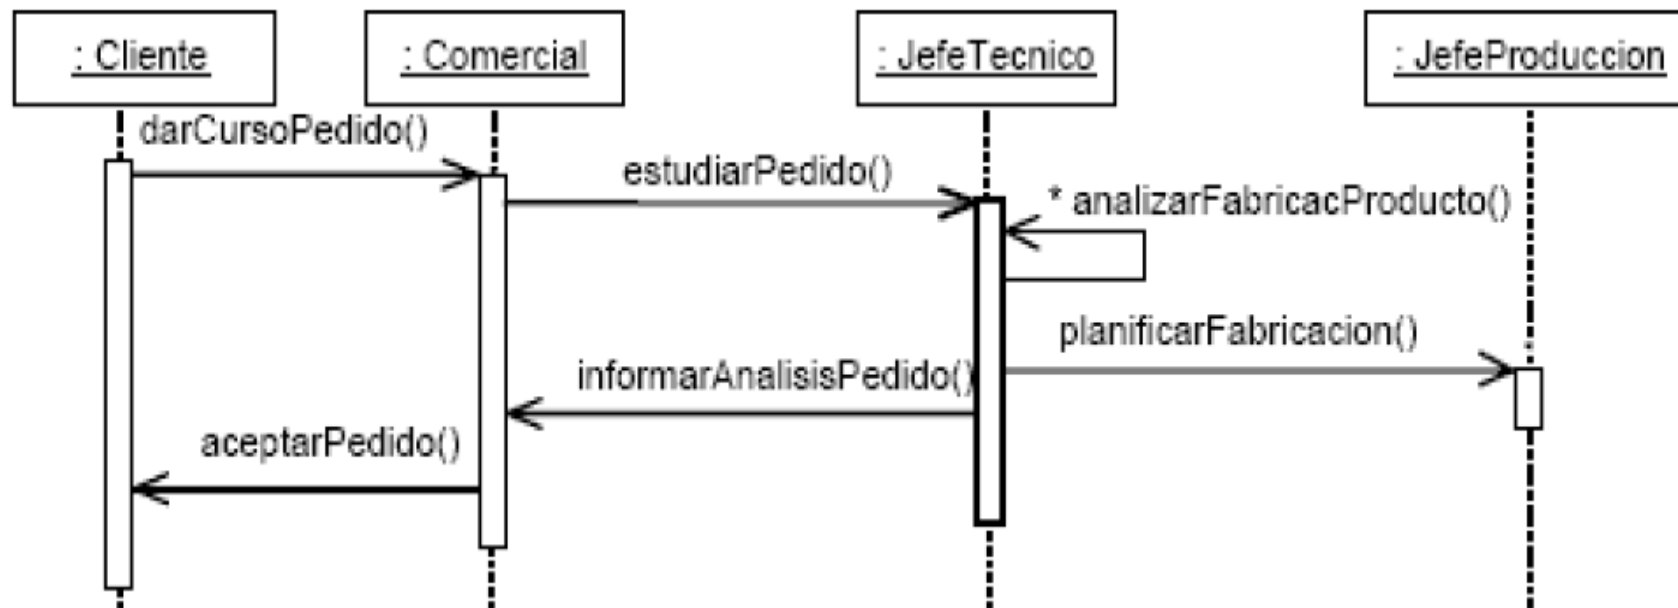 : Cliente
: Comercial
: JefeTecnico
: JefeProduccion
darCursoPedido()
estudiarPedido()
* analizarFabricacProducto()
planificarFabricacion()
informarAnalisisPedido()
aceptarPedido()